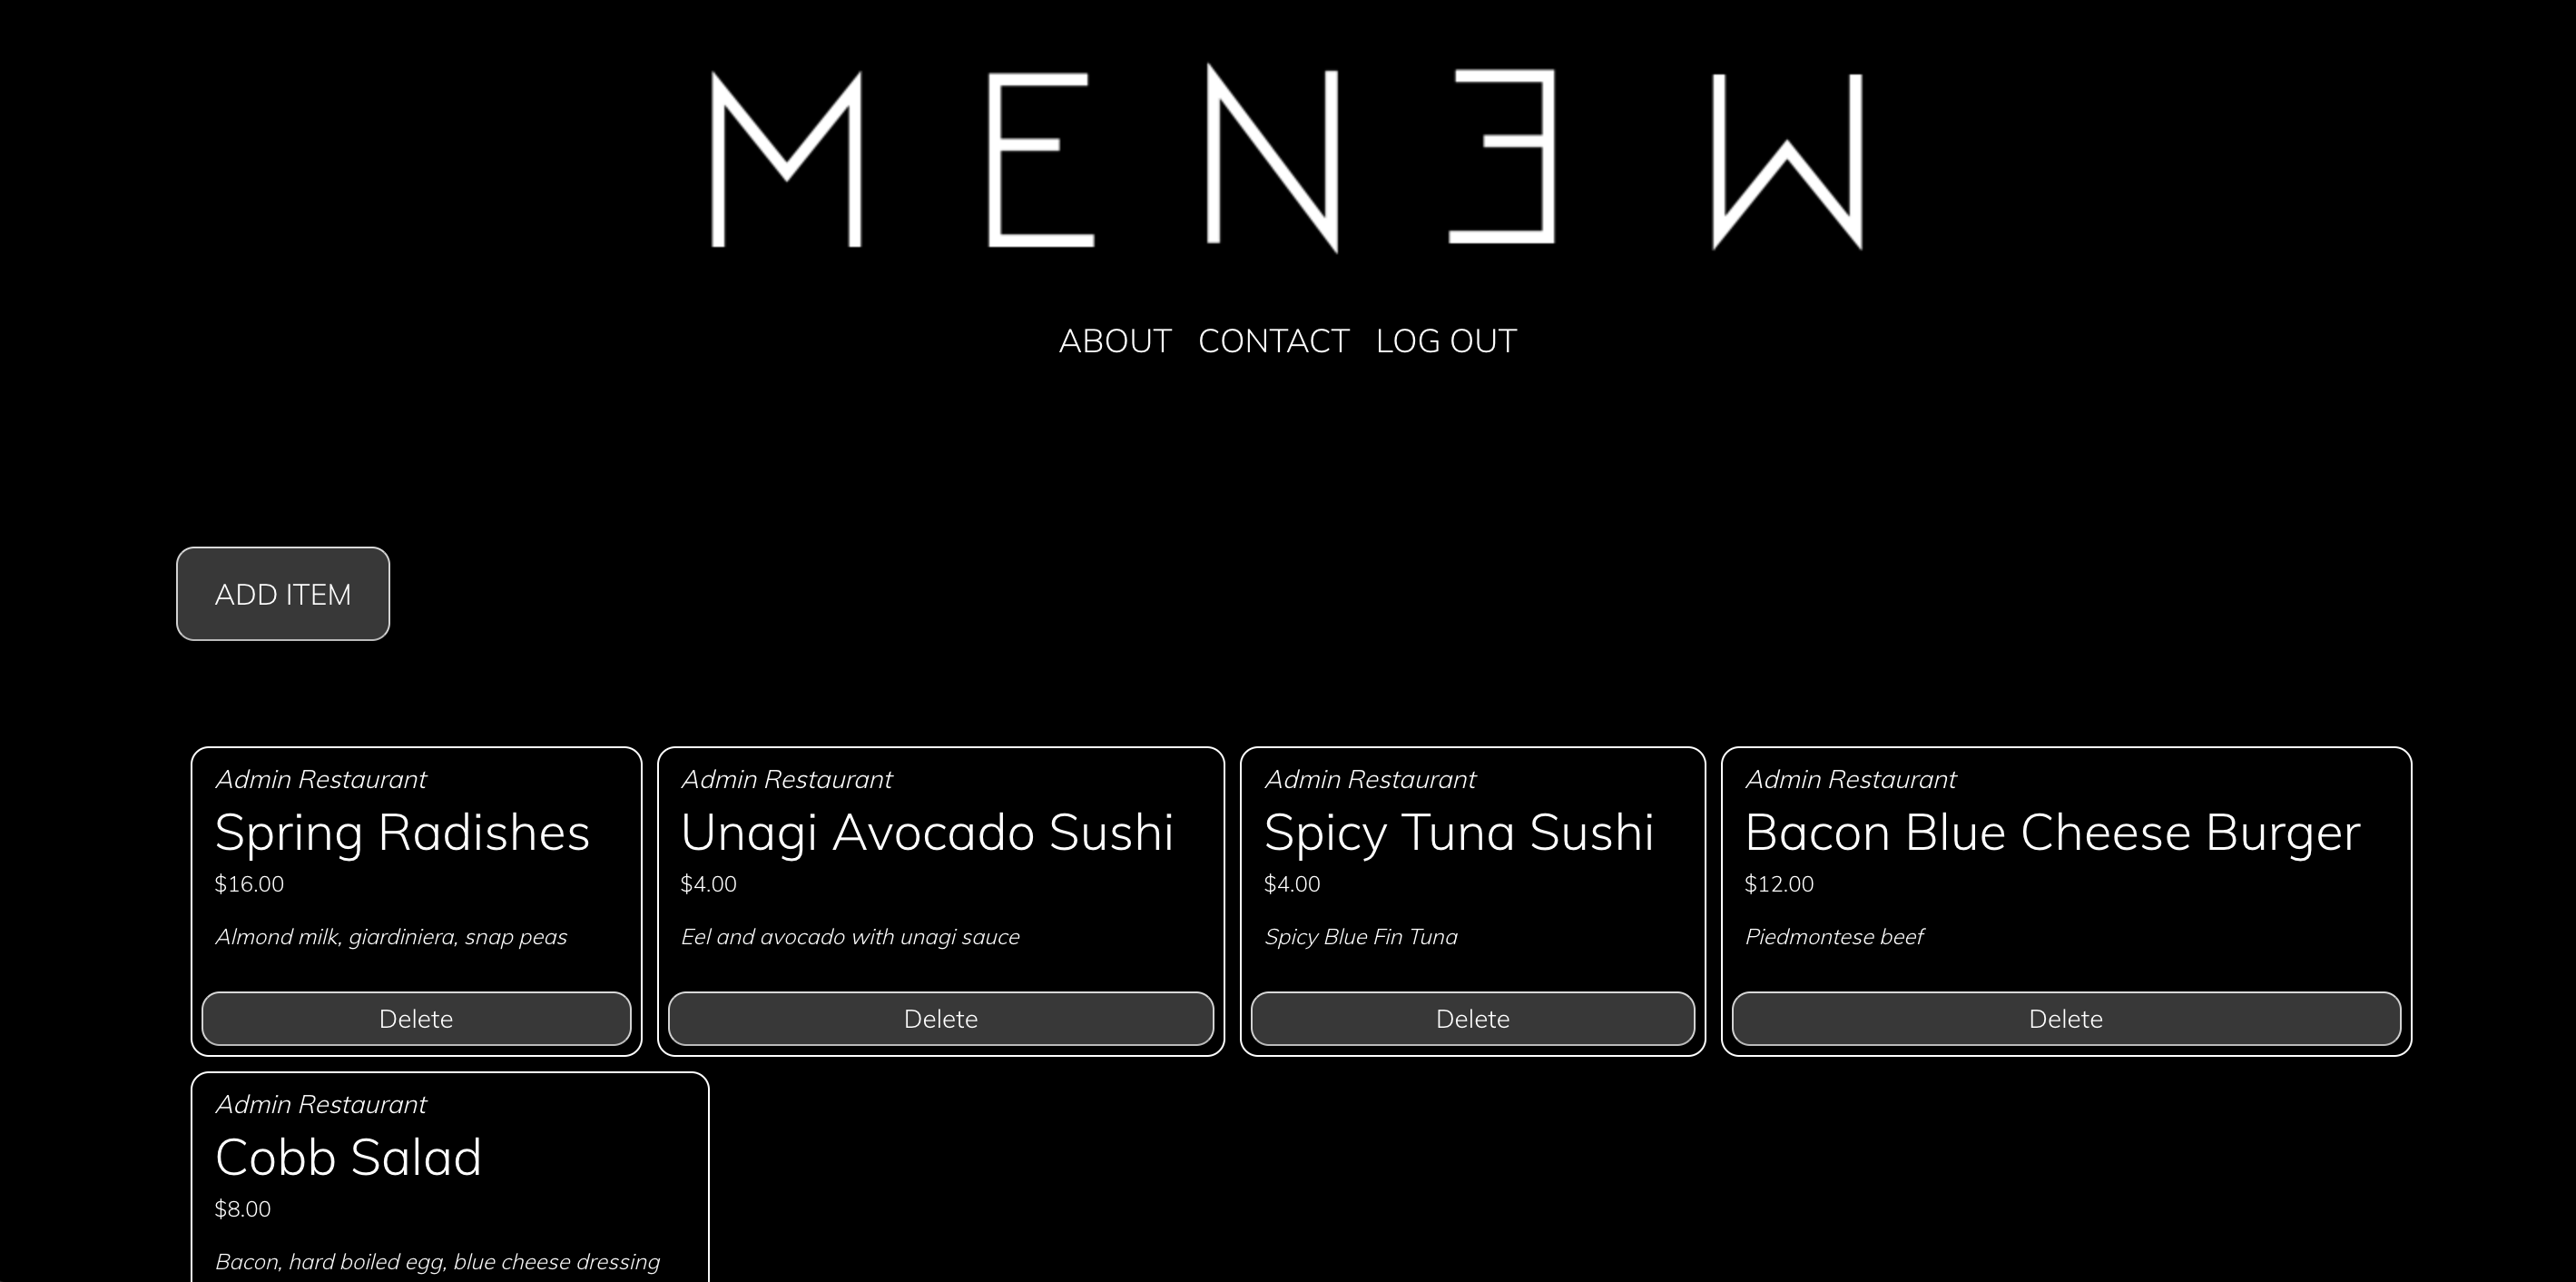 MENEW
ABOUT CONTACT LOG OUT
ADD ITEM
Admin Restaurant
Spring Radishes
$16.00
Almond milk, giardiniera, snap peas
Delete
Admin Restaurant
Unagi Avocado Sushi
$4.00
Eel and avocado with unagi sauce
Delete
Admin Restaurant
Spicy Tuna Sushi
$4.00
Spicy Blue Fin Tuna
Delete
Admin Restaurant
Bacon Blue Cheese Burger
$12.00
Piedmontese beef
Delete
Admin Restaurant
Cobb Salad
$8.00
Bacon, hard boiled egg, blue cheese dressing